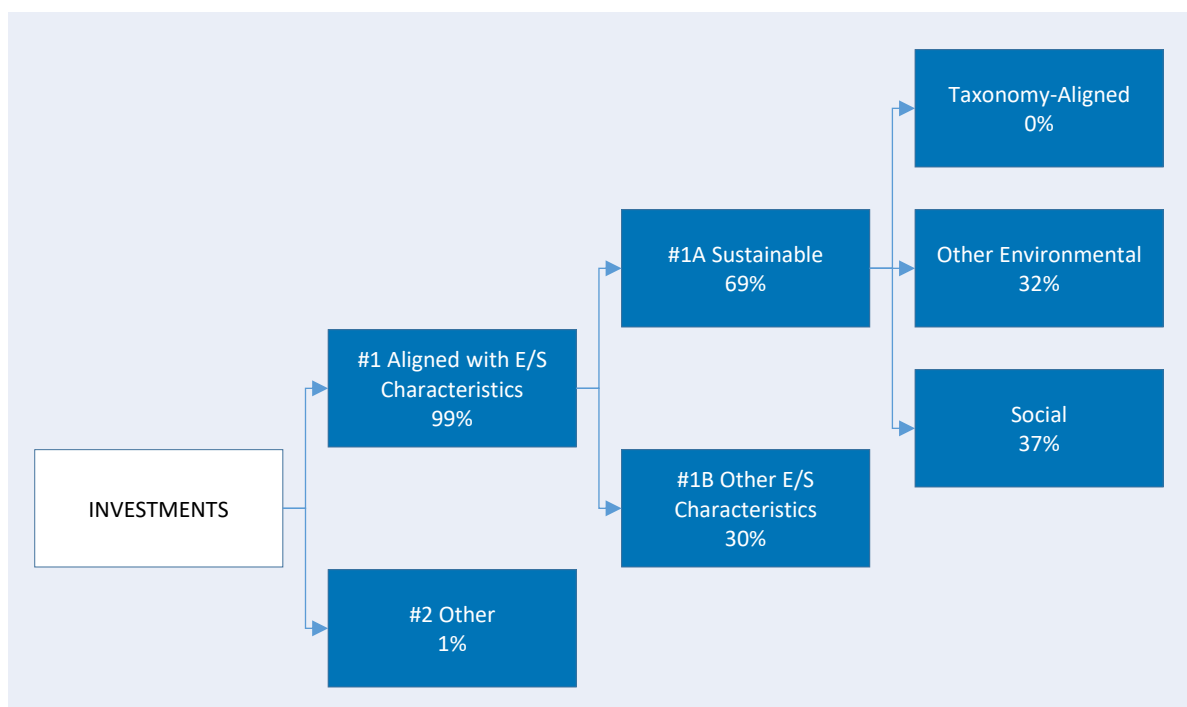 INVESTMENTS
#1 Aligned with E/S
Characteristics
99%
#2 Other
1%
#1A Sustainable
69%
#1B Other E/S
Characteristics
30%
Taxonomy-Aligned
0%
Other Environmental
32%
Social
37%